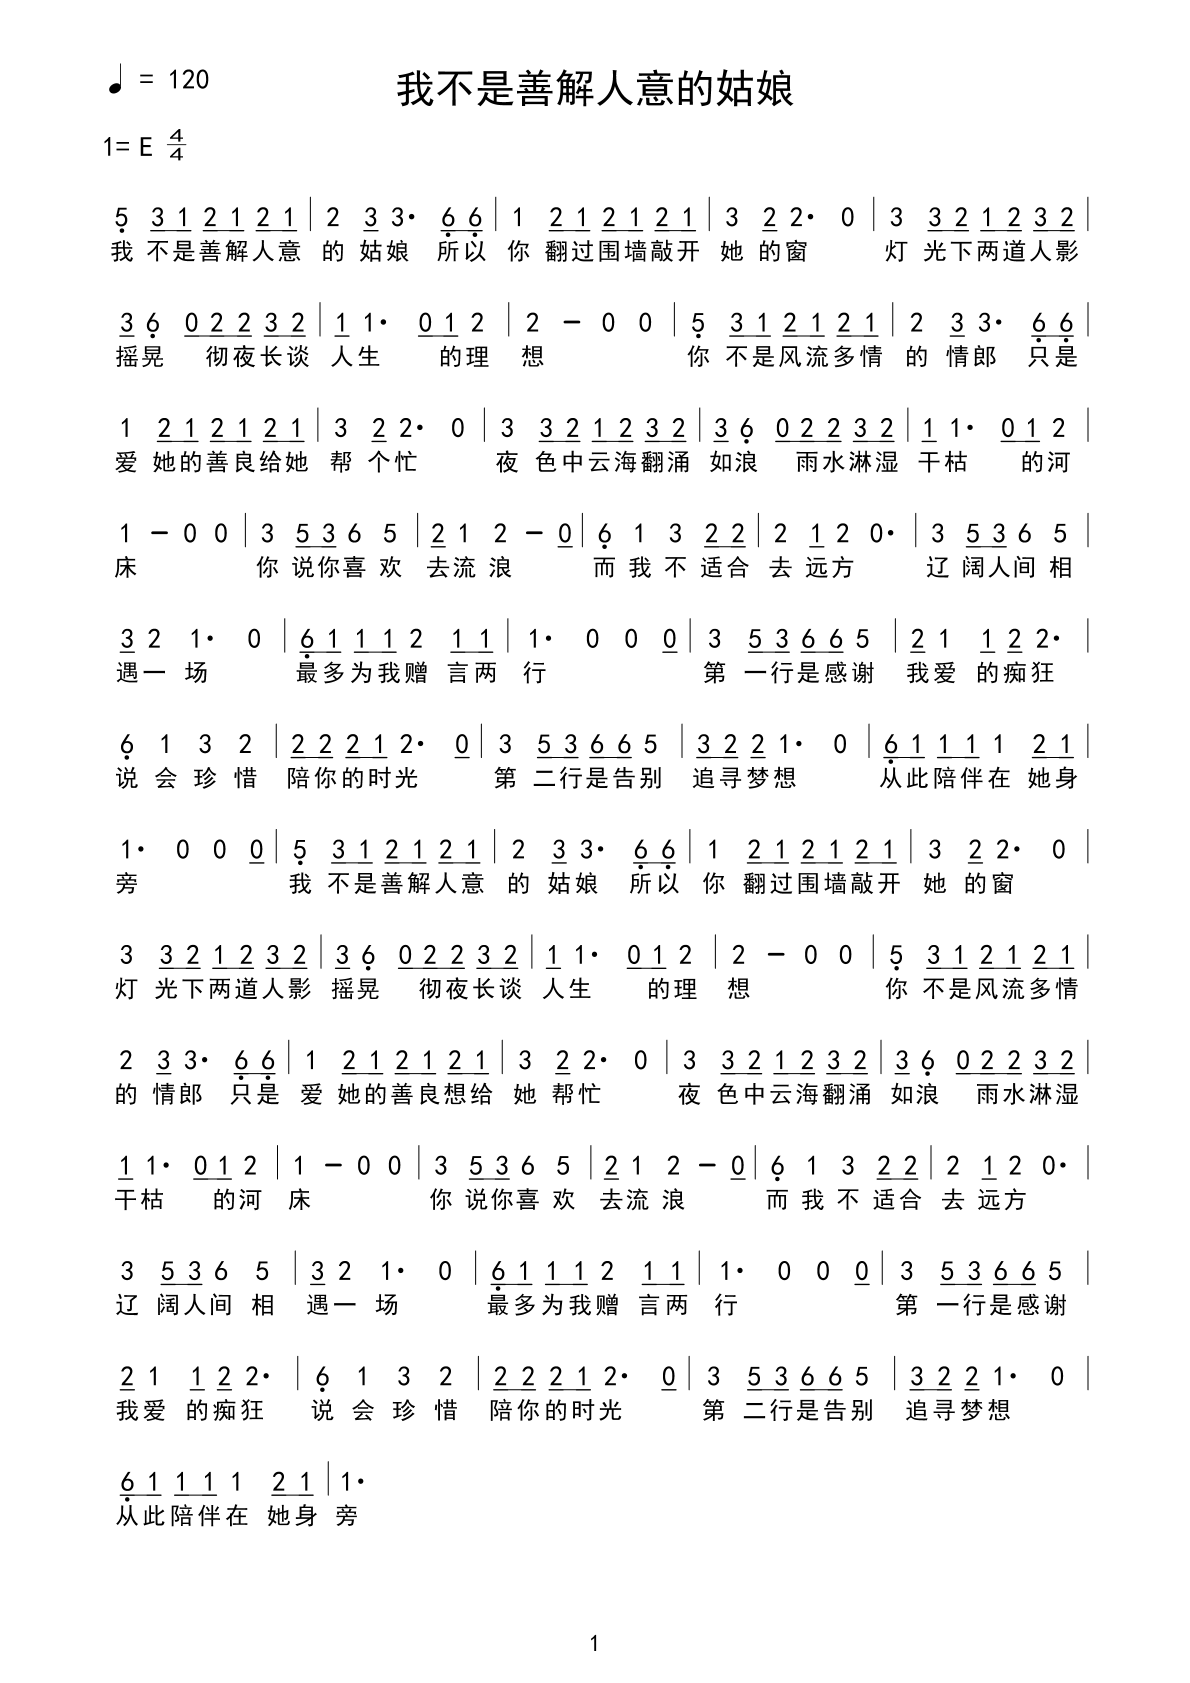 ♩ = 120
我不是善解人意的姑娘
1= E 4/4
5 3 1 2 1 2 1 | 2 3 3· 6 6 | 1 2 1 2 1 2 1 | 3 2 2· 0 | 3 3 2 1 2 3 2 |
我 不是善解人意 的 姑娘 所以 你 翻过围墙敲开 她 的窗 灯 光下两道人影
3 6 0 2 2 3 2 | 1 1· 0 1 2 | 2 — 0 0 | 5 3 1 2 1 2 1 | 2 3 3· 6 6 |
摇晃 彻夜长谈 人生 的理 想 你 不是风流多情 的 情郎 只是
1 2 1 2 1 2 1 | 3 2 2· 0 | 3 3 2 1 2 3 2 | 3 6 0 2 2 3 2 | 1 1· 0 1 2 |
爱 她的善良给她 帮 个忙 夜 色中云海翻涌 如浪 雨水淋湿 干枯 的河
1 — 0 0 | 3 5 3 6 5 | 2 1 2 — 0 | 6 1 3 2 2 | 2 1 2 0· | 3 5 3 6 5 |
床 你 说你喜 欢 去流 浪 而 我 不 适合 去 远方 辽 阔人间 相
3 2 1· 0 | 6 1 1 1 2 1 1 | 1· 0 0 0 | 3 5 3 6 6 5 | 2 1 1 2 2· |
遇一 场 最多为我赠 言两 行 第 一行是感谢 我爱 的痴狂
6 1 3 2 | 2 2 2 1 2· 0 | 3 5 3 6 6 5 | 3 2 2 1· 0 | 6 1 1 1 1 2 1 |
说 会 珍 惜 陪你的时光 第 二行是告别 追寻梦想 从此陪伴在 她身
1· 0 0 0 | 5 3 1 2 1 2 1 | 2 3 3· 6 6 | 1 2 1 2 1 2 1 | 3 2 2· 0 |
旁 我 不是善解人意 的 姑娘 所以 你 翻过围墙敲开 她 的窗
3 3 2 1 2 3 2 | 3 6 0 2 2 3 2 | 1 1· 0 1 2 | 2 — 0 0 | 5 3 1 2 1 2 1 |
灯 光下两道人影 摇晃 彻夜长谈 人生 的理 想 你 不是风流多情
2 3 3· 6 6 | 1 2 1 2 1 2 1 | 3 2 2· 0 | 3 3 2 1 2 3 2 | 3 6 0 2 2 3 2 |
的 情郎 只是 爱 她的善良想给 她 帮忙 夜 色中云海翻涌 如浪 雨水淋湿
1 1· 0 1 2 | 1 — 0 0 | 3 5 3 6 5 | 2 1 2 — 0 | 6 1 3 2 2 | 2 1 2 0· |
干枯 的河 床 你 说你喜 欢 去流 浪 而 我 不 适合 去 远方
3 5 3 6 5 | 3 2 1· 0 | 6 1 1 1 2 1 1 | 1· 0 0 0 | 3 5 3 6 6 5 |
辽 阔人间 相 遇一 场 最多为我赠 言两 行 第 一行是感谢
2 1 1 2 2· | 6 1 3 2 | 2 2 2 1 2· 0 | 3 5 3 6 6 5 | 3 2 2 1· 0 |
我爱 的痴狂 说 会 珍 惜 陪你的时光 第 二行是告别 追寻梦想
6 1 1 1 1 2 1 | 1·
从此陪伴在 她身 旁
1